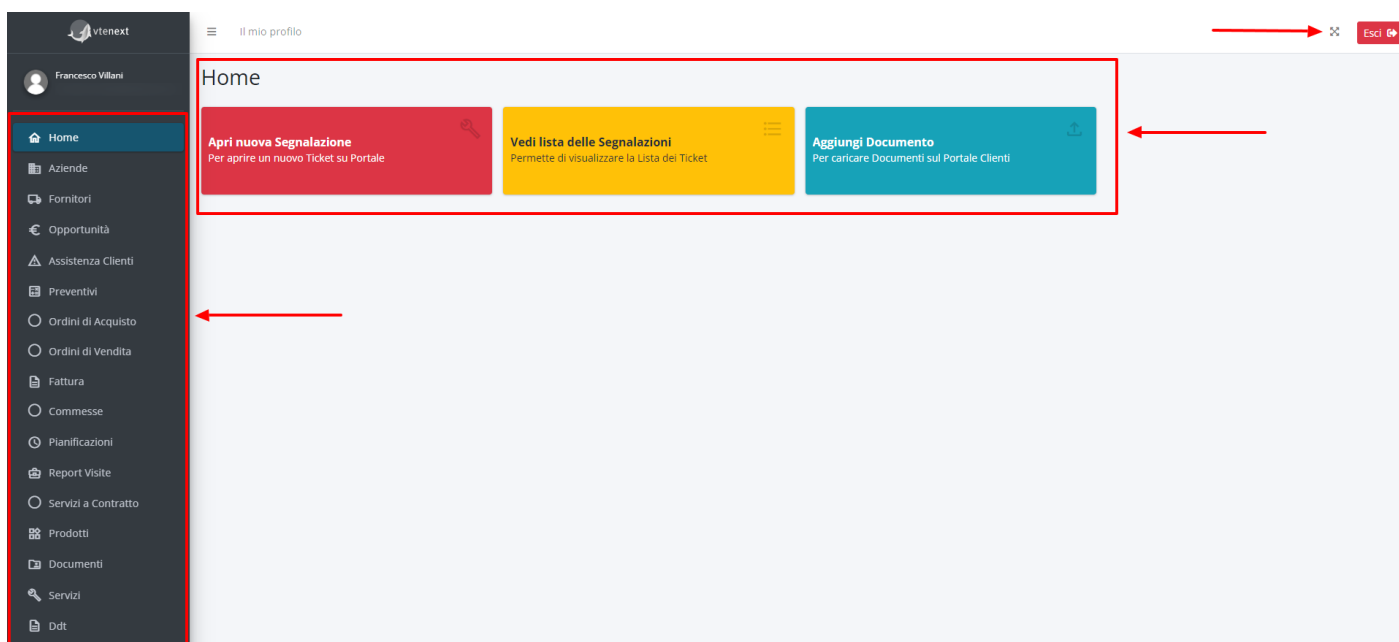 vtenext
Il mio profilo
Esci
Francesco Villani
Home
Aziende
Fornitori
Opportunità
Assistenza Clienti
Preventivi
Ordini di Acquisto
Ordini di Vendita
Fattura
Commesse
Pianificazioni
Report Visite
Servizi a Contratto
Prodotti
Documenti
Servizi
Ddt
Home
Apri nuova Segnalazione
Per aprire un nuovo Ticket su Portale
Vedi lista delle Segnalazioni
Permette di visualizzare la Lista dei Ticket
Aggiungi Documento
Per caricare Documenti sul Portale Clienti